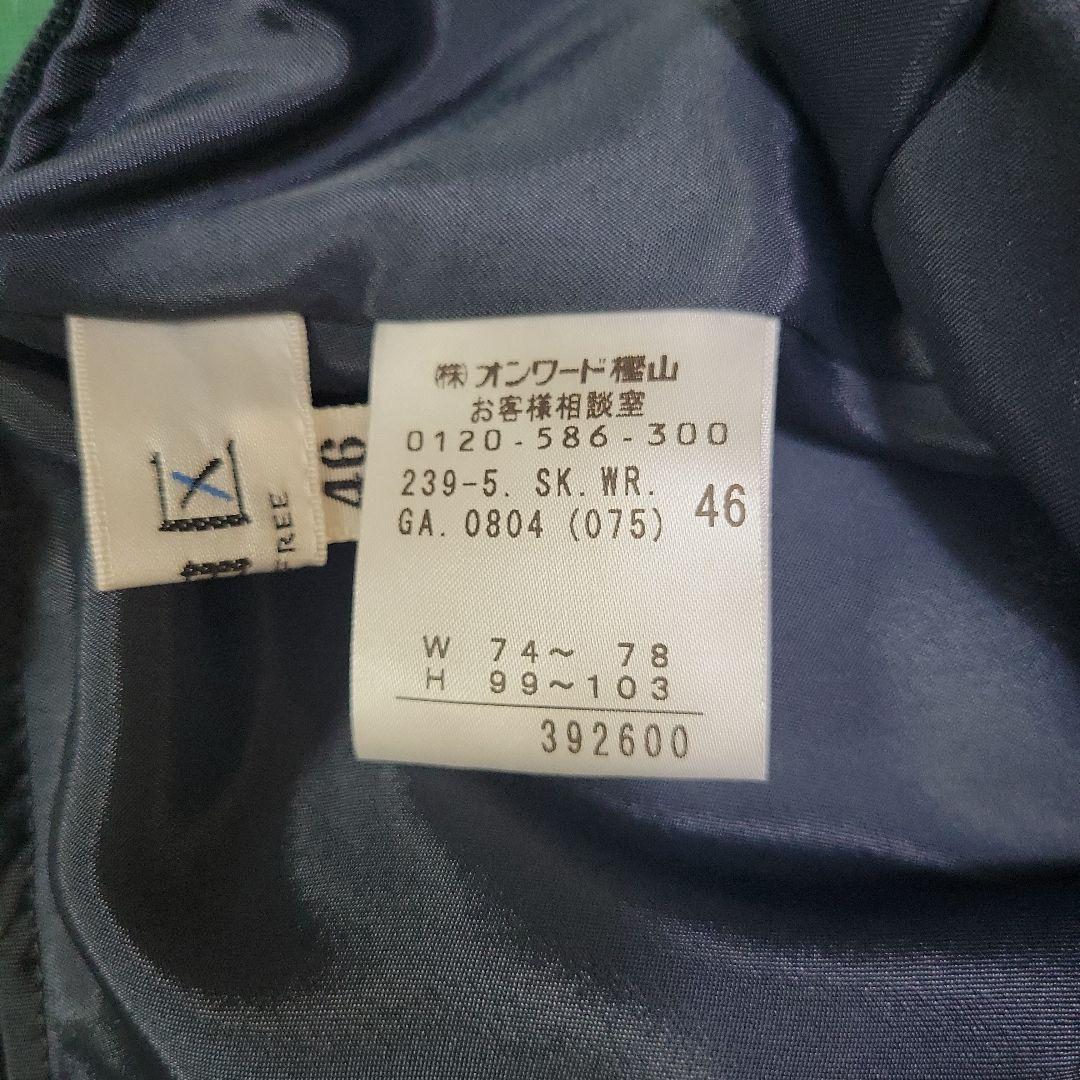 ㈱オンワード樫山
お客様相談室
0120-586-300
239-5. SK.WR.
GA.0804 (075) 46
W 74～ 78
H 99～103
392600
46
FREE